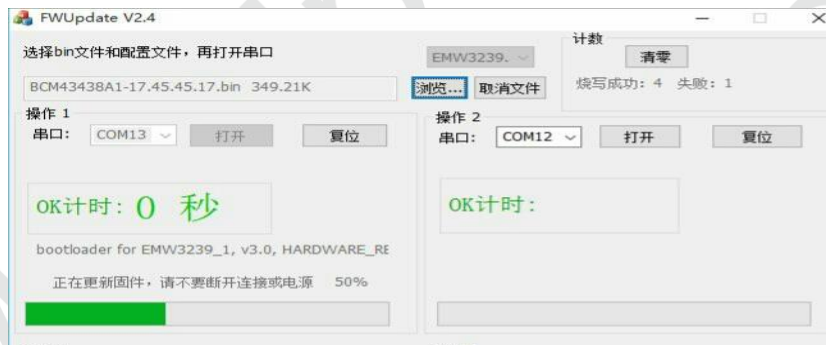 FWUpdate V2.4
选择bin文件和配置文件，再打开串口
EMW3239.
计数
清零
BCM43438A1-17.45.45.17.bin 349.21K
浏览...
取消文件
烧写成功: 4 失败: 1
操作 1
串口:
COM13
打开
复位
OK计时: 0 秒
bootloader for EMW3239_1, v3.0, HARDWARE_RE
正在更新固件，请不要断开连接或电源 50%
操作 2
串口:
COM12
打开
复位
OK计时: